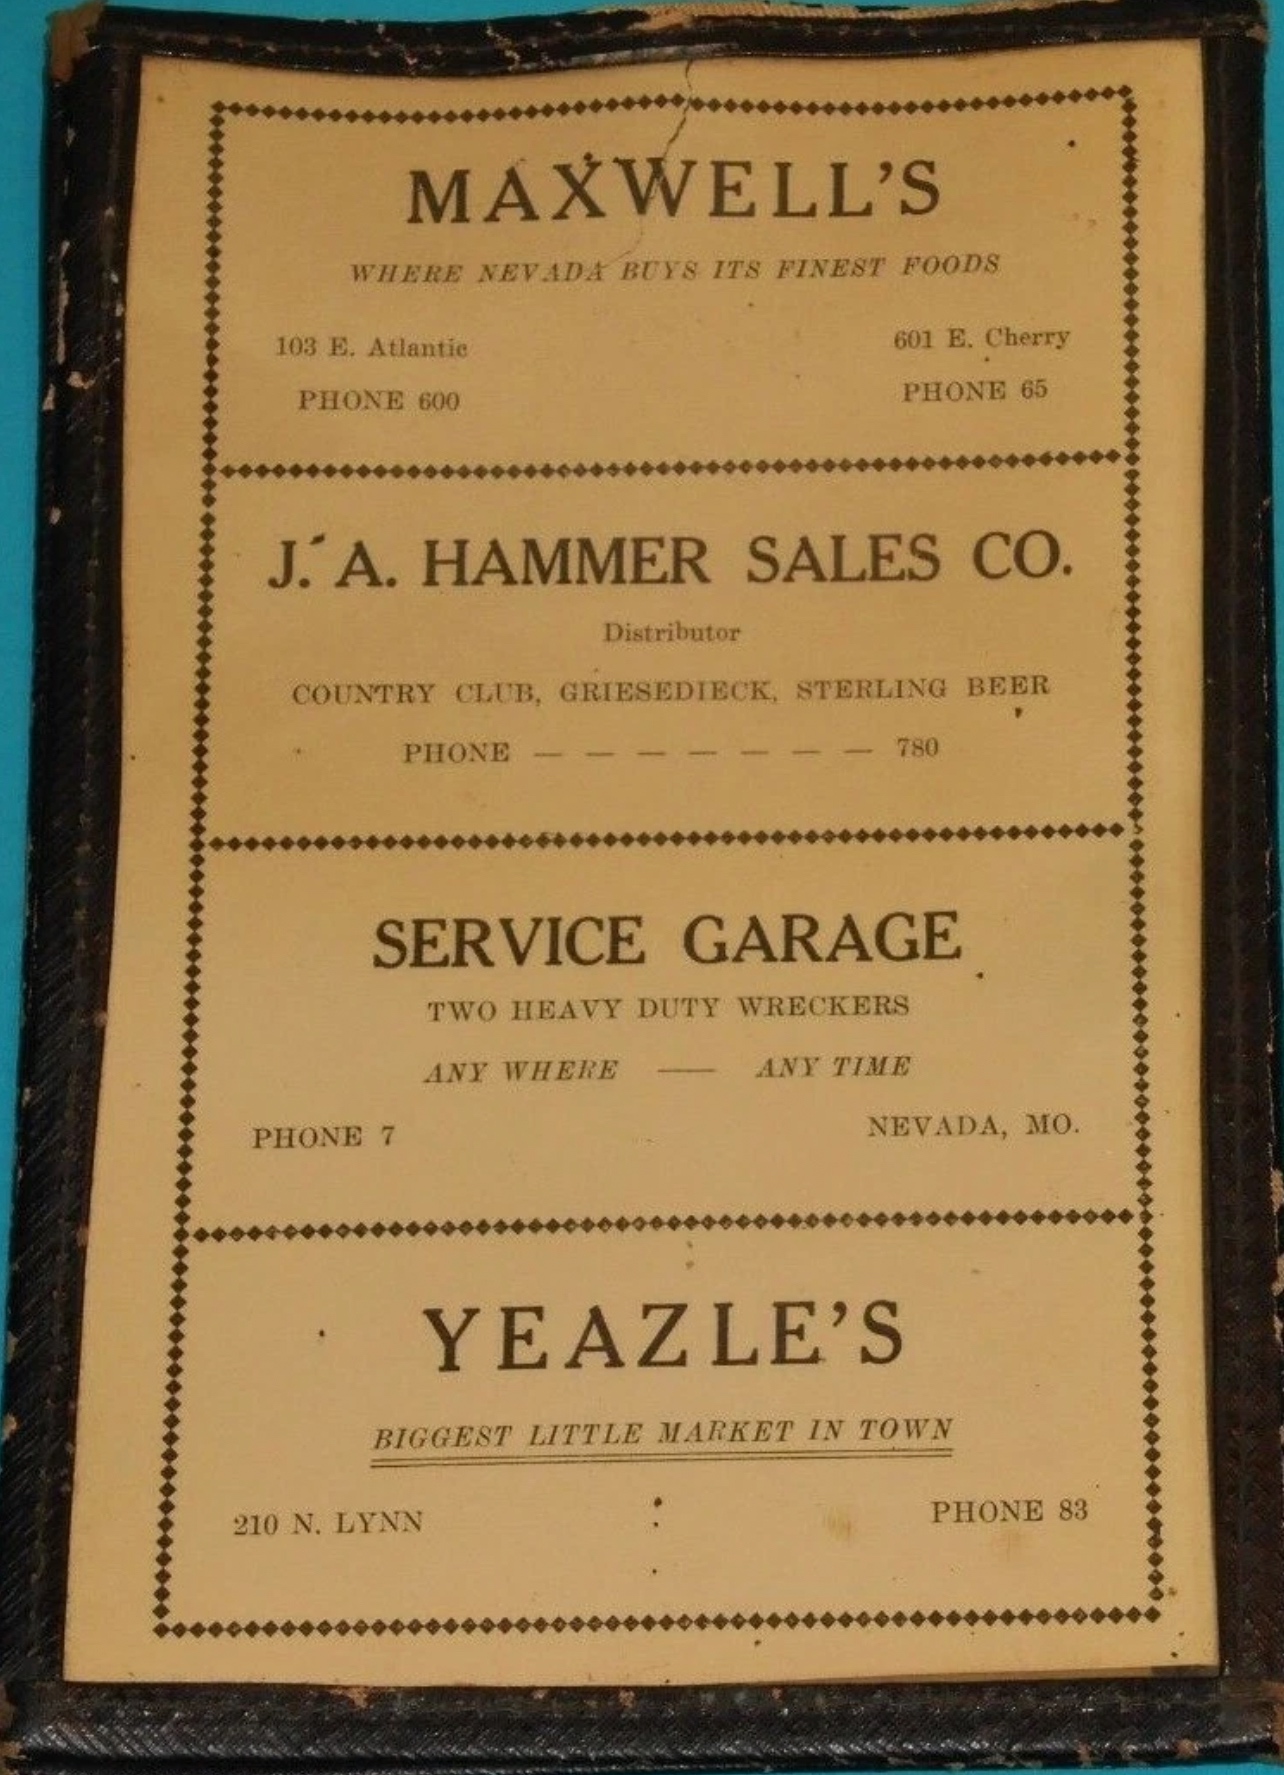 MAXWELL'S
WHERE NEVADA BUYS ITS FINEST FOODS
103 E. Atlantic 601 E. Cherry
PHONE 600 PHONE 65
J. A. HAMMER SALES CO.
Distributor
COUNTRY CLUB, GRIESEDIECK, STERLING BEER
PHONE — — — — — — — 780
SERVICE GARAGE
TWO HEAVY DUTY WRECKERS
ANY WHERE —— ANY TIME
PHONE 7 NEVADA, MO.
YEAZLE'S
BIGGEST LITTLE MARKET IN TOWN
210 N. LYNN PHONE 83